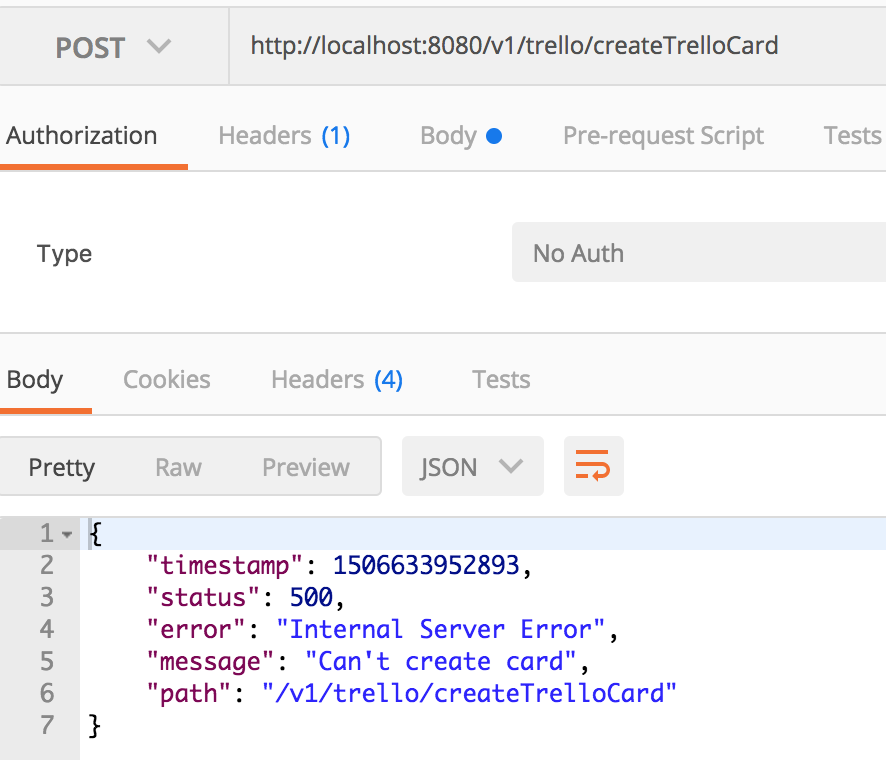 POST http://localhost:8080/v1/trello/createTrelloCard
Authorization Headers (1) Body Pre-request Script Tests
Type No Auth
Body Cookies Headers (4) Tests
Pretty Raw Preview JSON
1 {
2 "timestamp": 1506633952893,
3 "status": 500,
4 "error": "Internal Server Error",
5 "message": "Can't create card",
6 "path": "/v1/trello/createTrelloCard"
7 }